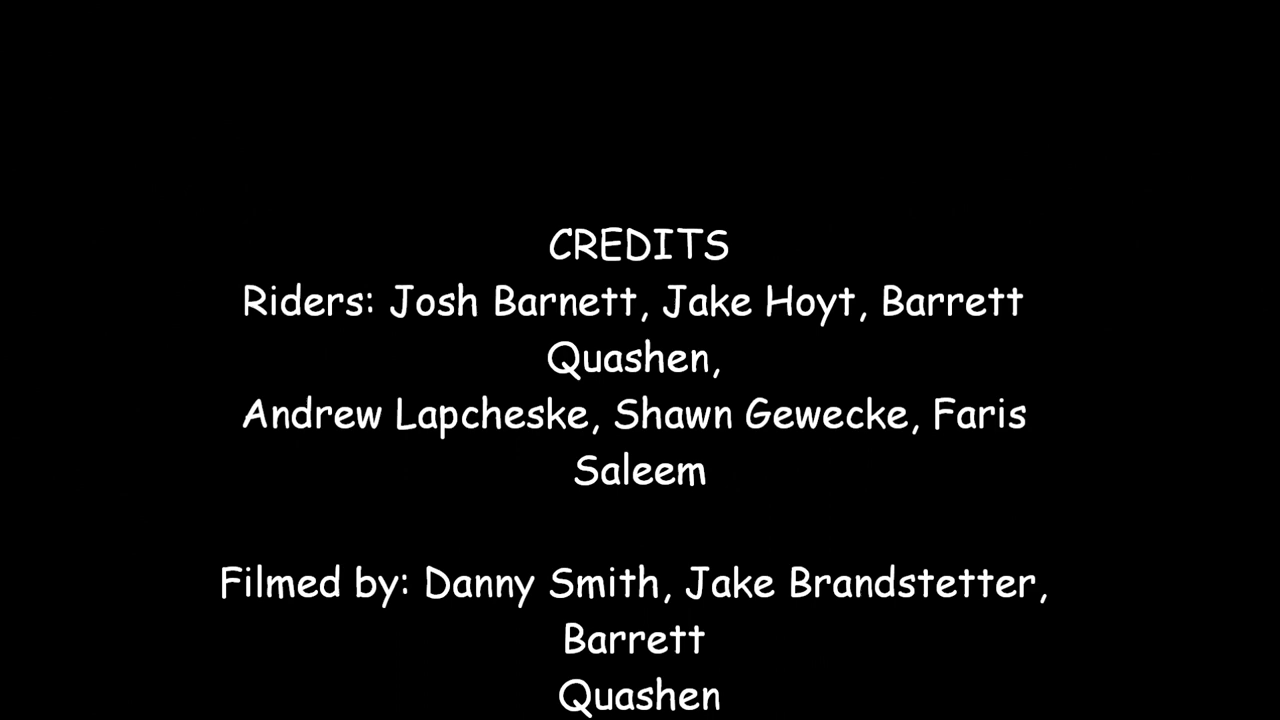 CREDITS
Riders: Josh Barnett, Jake Hoyt, Barrett
Quashen,
Andrew Lapcheske, Shawn Gewecke, Faris
Saleem
Filmed by: Danny Smith, Jake Brandstetter,
Barrett
Quashen